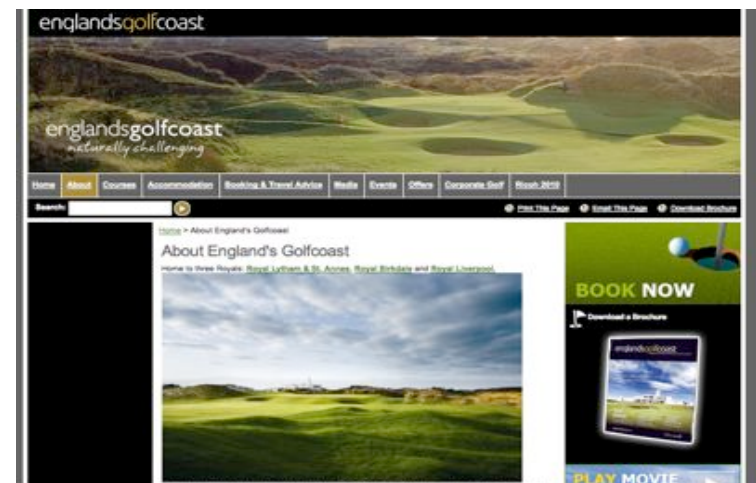 englandsgolfcoast
englandsgolfcoast
naturally challenging
Home About Courses Accommodation Booking & Travel Advice Media Events Offers Corporate Golf Ricoh 2010
Search: Print This Page Email This Page Download Brochure
Home > About England's Golfcoast
About England's Golfcoast
Home to three Royals: Royal Lytham & St. Annes, Royal Birkdale and Royal Liverpool.
BOOK NOW
Download a Brochure
englandsgolfcoast
PLAY MOVIE